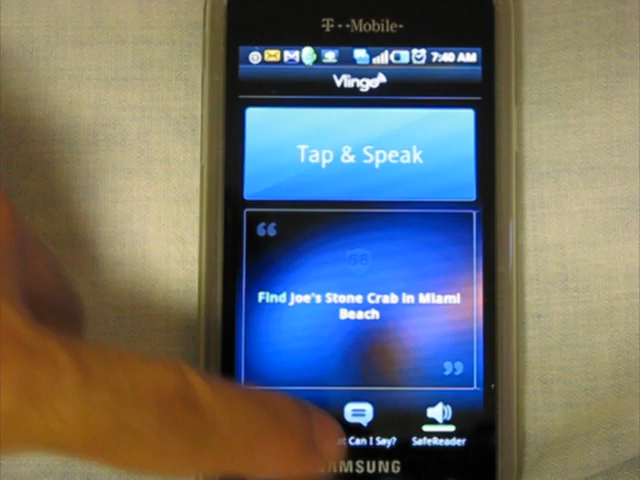 T··Mobile·
7:40 AM
Vlingo
Tap & Speak
“
Find Joe's Stone Crab in Miami
Beach
”
Can I Say?
SafeReader
SAMSUNG